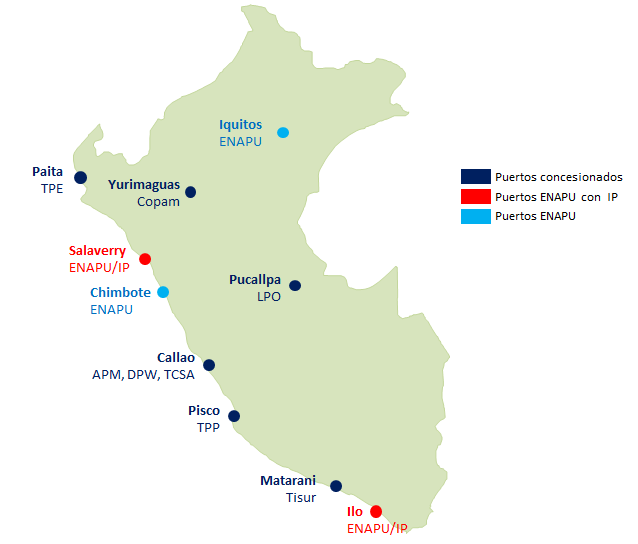 Iquitos
ENAPU
Paita
TPE
Yurimaguas
Copam
Puertos concesionados
Puertos ENAPU con IP
Puertos ENAPU
Salaverry
ENAPU/IP
Chimbote
ENAPU
Pucallpa
LPO
Callao
APM, DPW, TCSA
Pisco
TPP
Matarani
Tisur
Ilo
ENAPU/IP